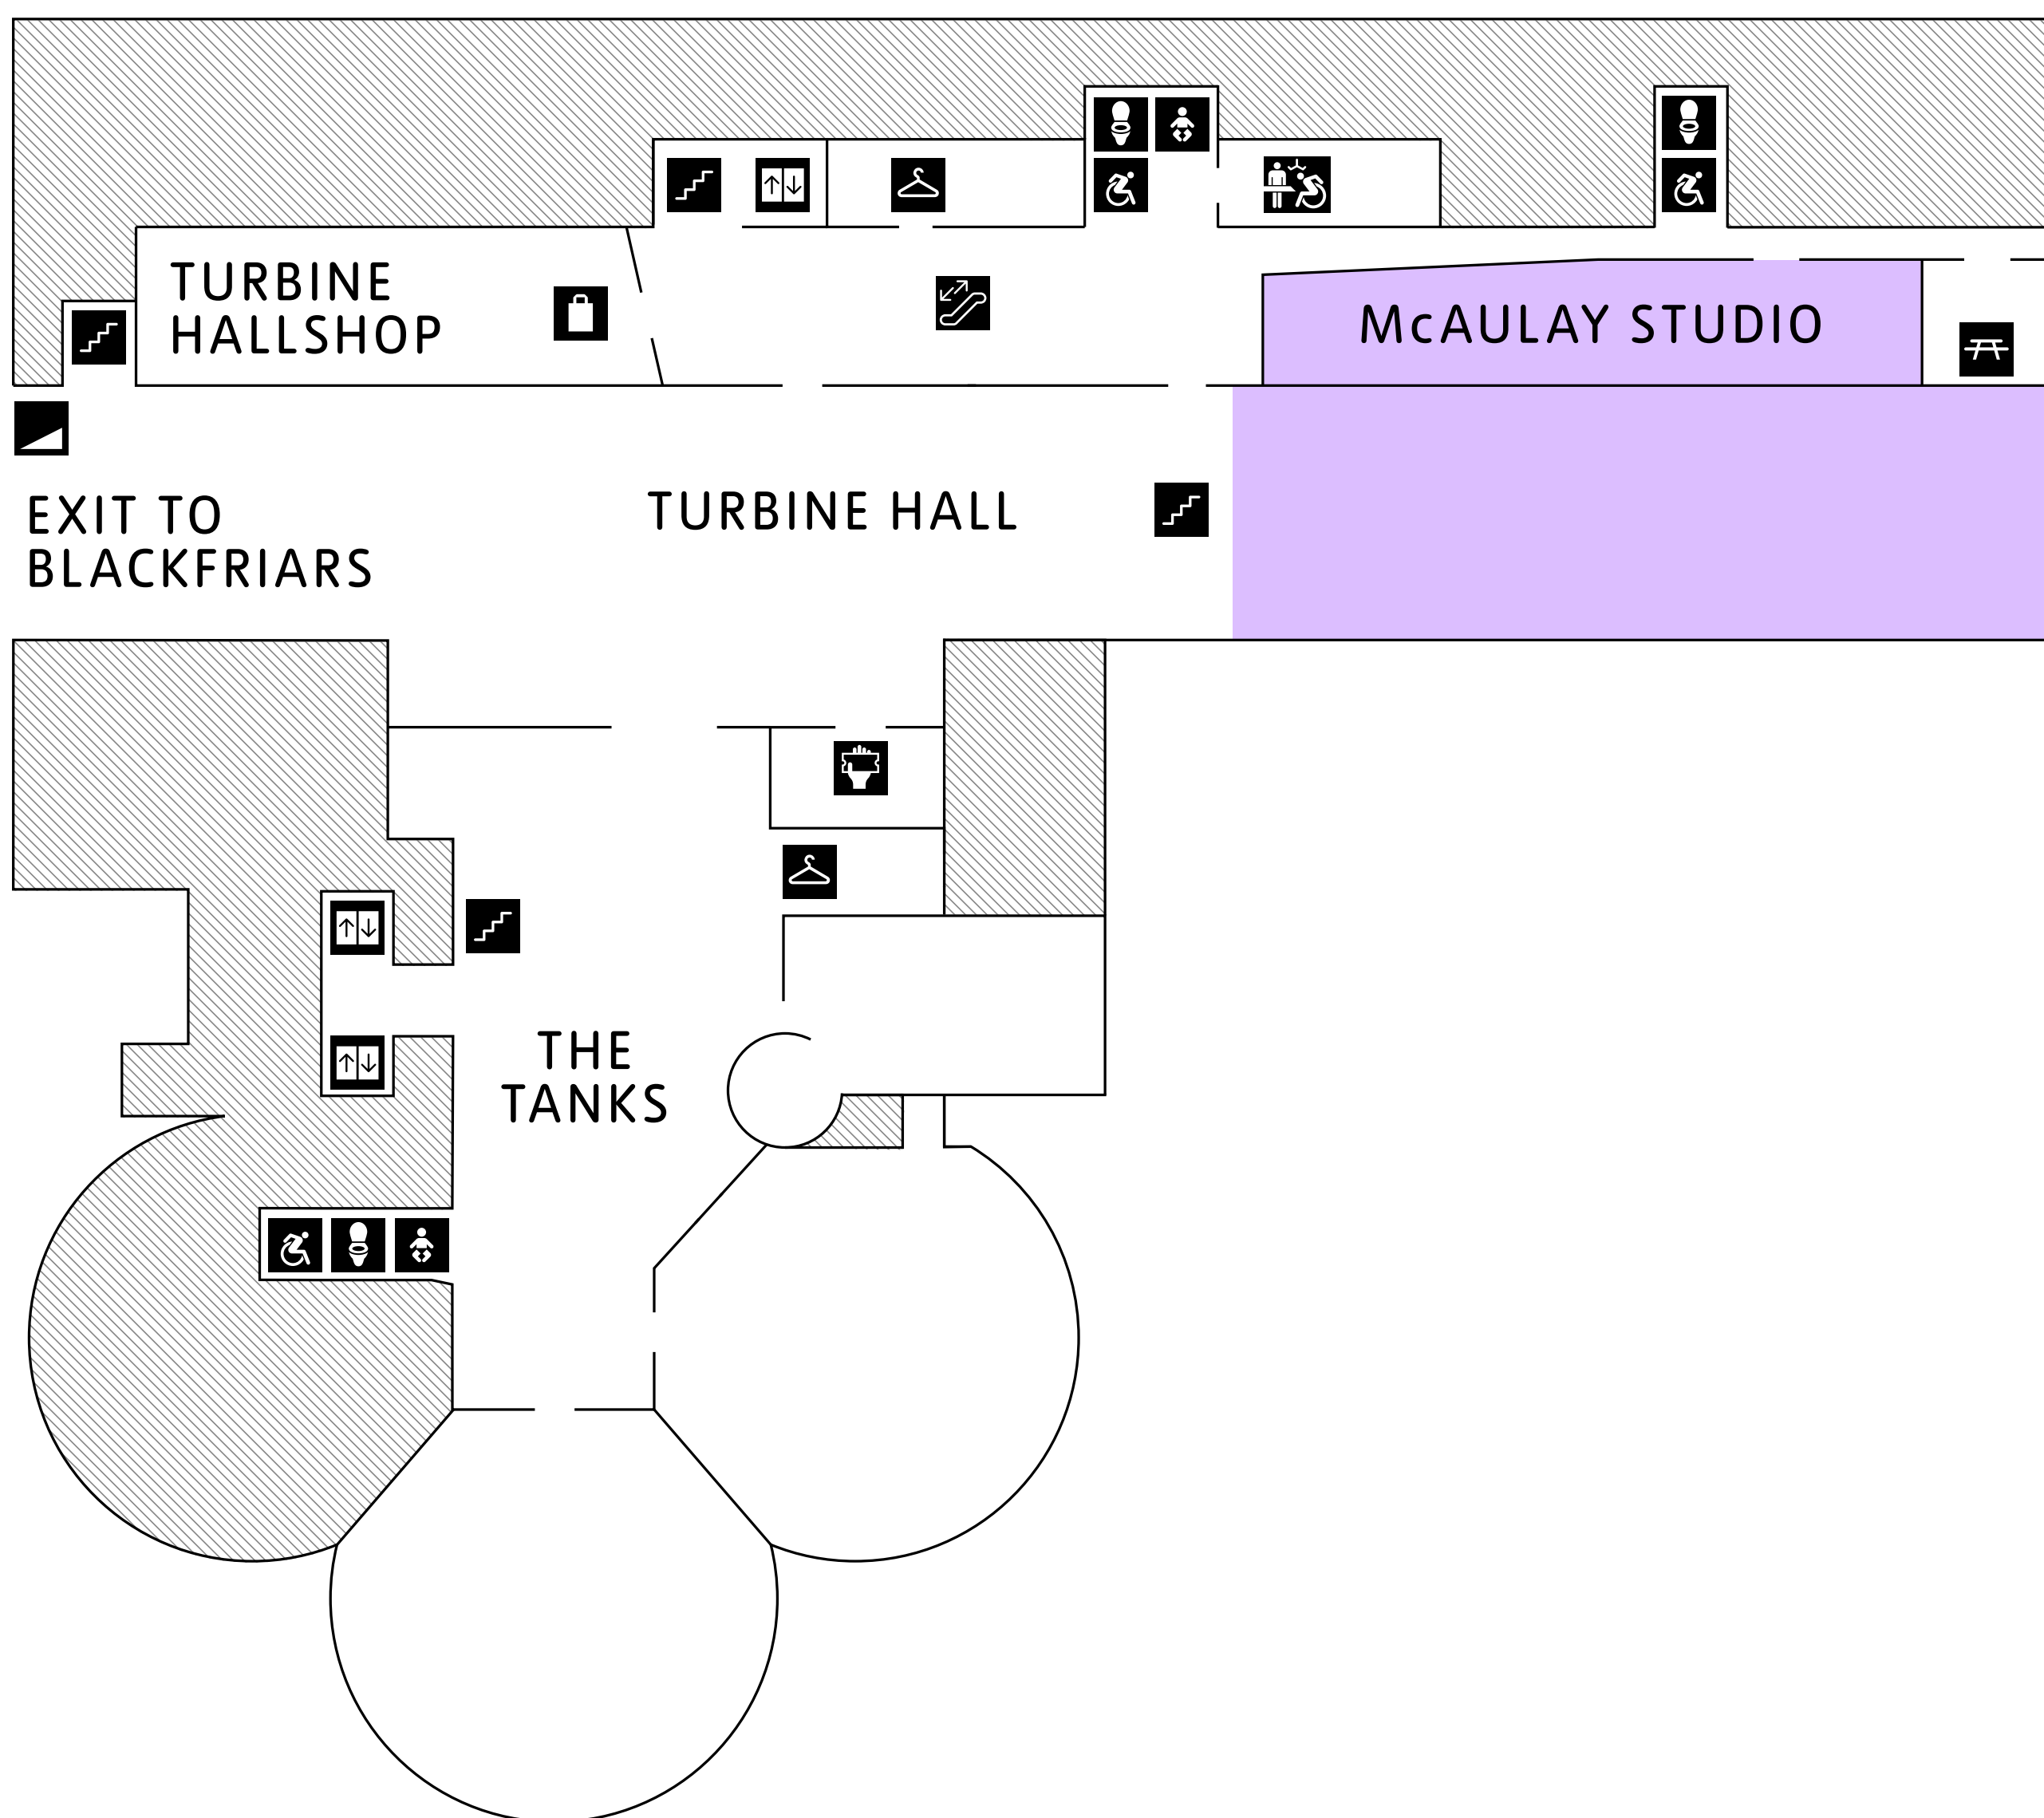 TURBINE
HALLSHOP
McAULAY STUDIO
EXIT TO
BLACKFRIARS
TURBINE HALL
THE
TANKS